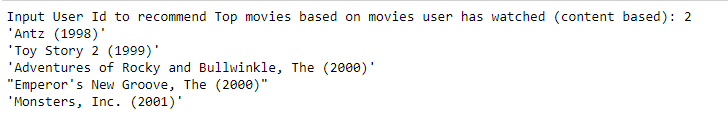 Input User Id to recommend Top movies based on movies user has watched (content based): 2
'Antz (1998)'
'Toy Story 2 (1999)'
'Adventures of Rocky and Bullwinkle, The (2000)'
"Emperor's New Groove, The (2000)"
'Monsters, Inc. (2001)'